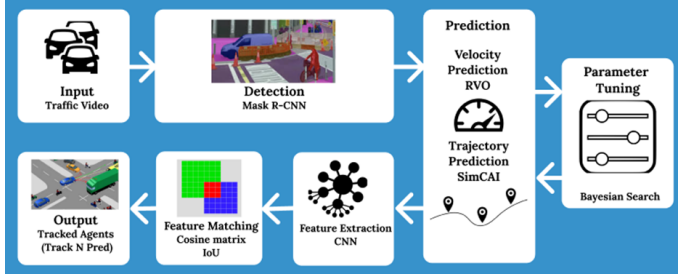 Input
Traffic Video
Detection
Mask R-CNN
Prediction
Velocity
Prediction
RVO
Trajectory
Prediction
SimCAI
Parameter
Tuning
Bayesian Search
Feature Extraction
CNN
Feature Matching
Cosine matrix
IoU
Output
Tracked Agents
(Track N Pred)